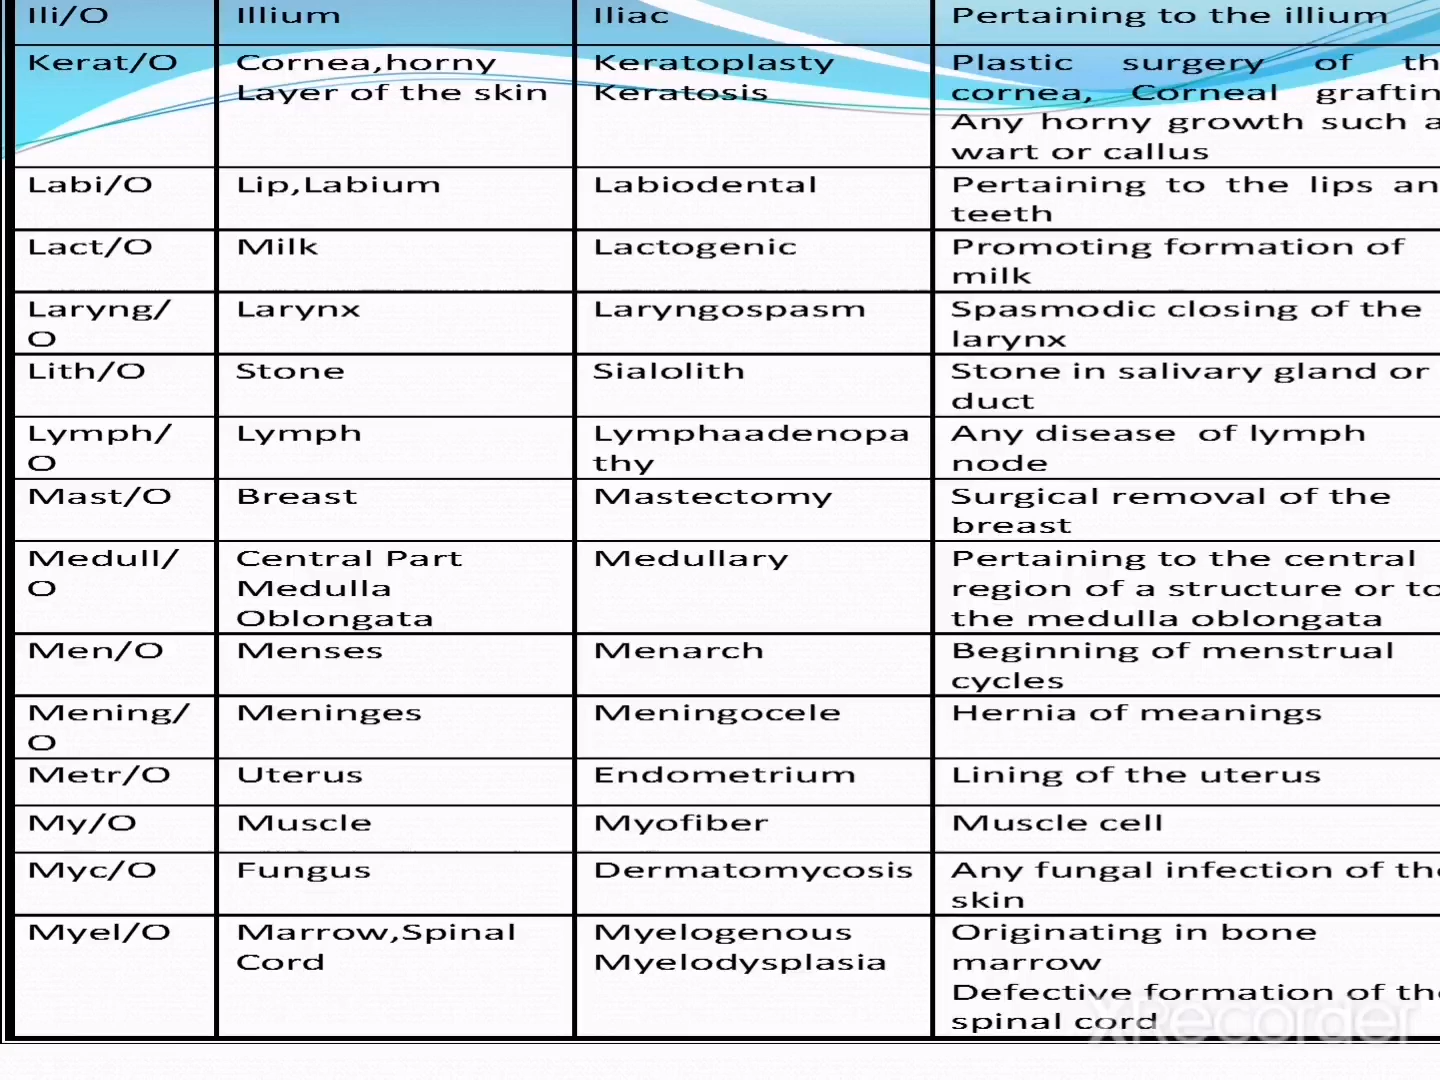 Ili/O Illium Iliac Pertaining to the illium
Kerat/O Cornea,horny Keratoplasty Plastic surgery of th
Layer of the skin Keratosis cornea, Corneal graftin
Any horny growth such a
wart or callus
Labi/O Lip,Labium Labiodental Pertaining to the lips an
teeth
Lact/O Milk Lactogenic Promoting formation of
milk
Laryng/ Larynx Laryngospasm Spasmodic closing of the
O larynx
Lith/O Stone Sialolith Stone in salivary gland or
duct
Lymph/ Lymph Lymphaadenopa Any disease of lymph
O thy node
Mast/O Breast Mastectomy Surgical removal of the
breast
Medull/ Central Part Medullary Pertaining to the central
O Medulla region of a structure or to
Oblongata the medulla oblongata
Men/O Menses Menarch Beginning of menstrual
cycles
Mening/ Meninges Meningocele Hernia of meanings
O
Metr/O Uterus Endometrium Lining of the uterus
My/O Muscle Myofiber Muscle cell
Myc/O Fungus Dermatomycosis Any fungal infection of the
skin
Myel/O Marrow,Spinal Myelogenous Originating in bone
Cord Myelodysplasia marrow
Defective formation of the
spinal cord
XRecorder